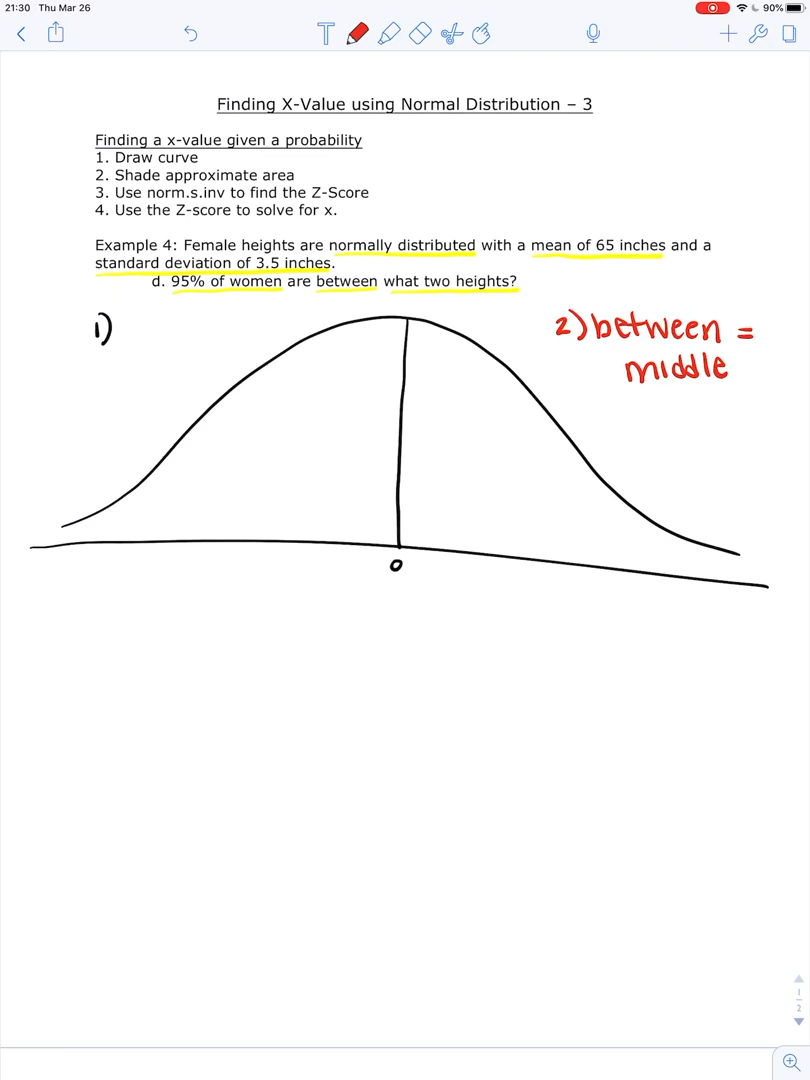 21:30 Thu Mar 26
90%
T
Finding X-Value using Normal Distribution – 3
Finding a x-value given a probability
1. Draw curve
2. Shade approximate area
3. Use norm.s.inv to find the Z-Score
4. Use the Z-score to solve for x.
Example 4: Female heights are normally distributed with a mean of 65 inches and a
standard deviation of 3.5 inches.
d. 95% of women are between what two heights?
1)
2) between =
middle
0
1
2